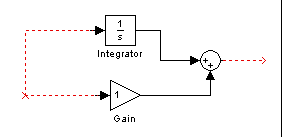 1
s
Integrator
+
+
1
Gain